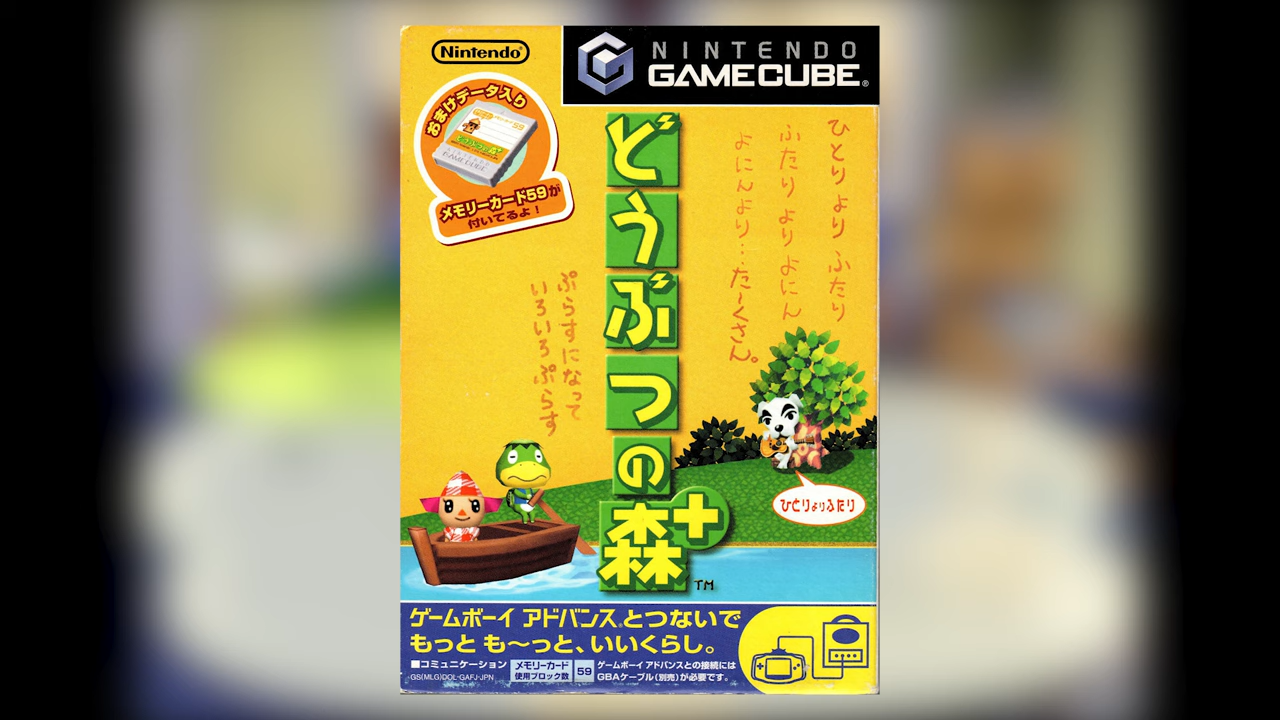 Nintendo®
NINTENDO
GAMECUBE®
おまけデータ入り
メモリーカード59が
付いてるよ!
どうぶつの森+
TM
ひとり より ふたり
ふたり より よにん
よにんより…た〜くさん。
ぷらすになって
いろいろ ぷらす
ひとりよりふたり
ゲームボーイ アドバンスとつないで
もっと も〜っと、いいくらし。
■コミュニケーション
メモリーカード
使用ブロック数
59
ゲームボーイ アドバンスとの接続には
GBAケーブル(別売)が必要です。
GS(MLG)DOL-GAFJ-JPN